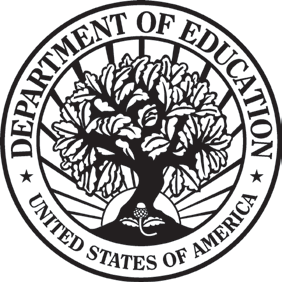 DEPARTMENT OF EDUCATION
★ UNITED STATES OF AMERICA ★